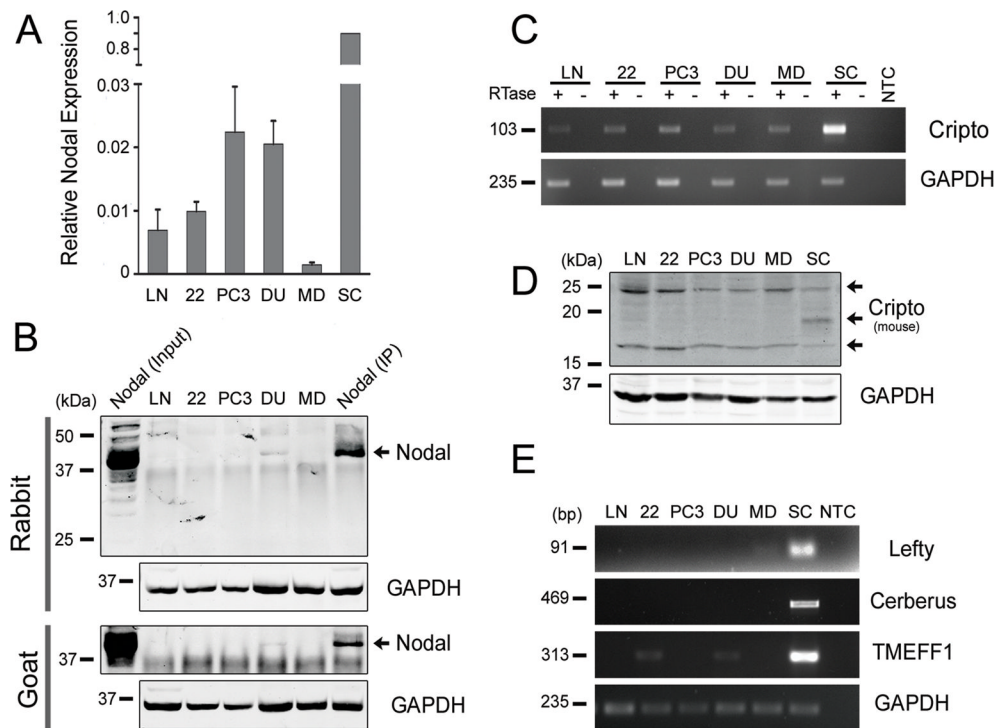 A
Relative Nodal Expression
1.0
0.9
0.8
0.03
0.02
0.01
0
LN 22 PC3 DU MD SC
B
Nodal (Input) LN 22 PC3 DU MD Nodal (IP)
(kDa)
Rabbit
50
37
25
Nodal
37
GAPDH
Goat
37
Nodal
37
GAPDH
C
LN 22 PC3 DU MD SC NTC
RTase + - + - + - + - + - + -
103 Cripto
235 GAPDH
D
(kDa) LN 22 PC3 DU MD SC
25
20
15
Cripto
(mouse)
37
GAPDH
E
(bp) LN 22 PC3 DU MD SC NTC
91 Lefty
469 Cerberus
313 TMEFF1
235 GAPDH